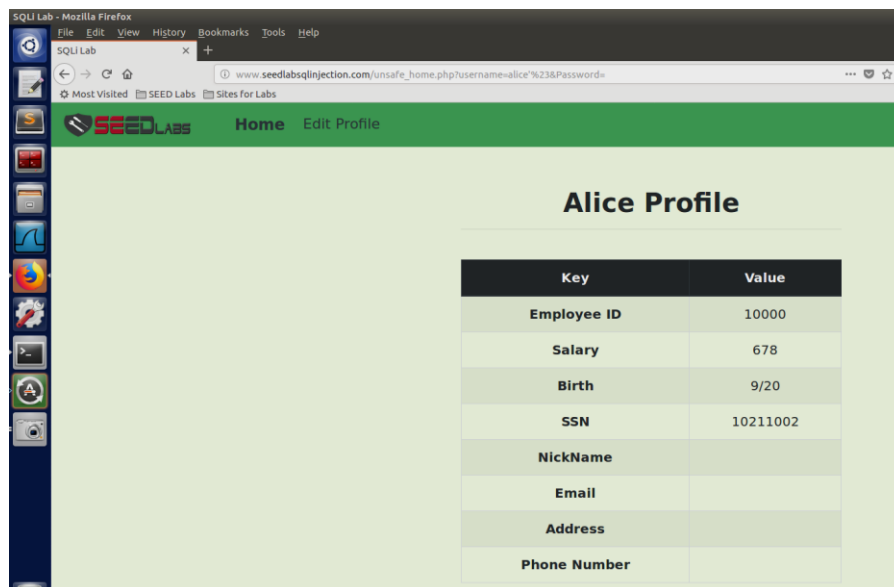 SQLi Lab - Mozilla Firefox
File Edit View History Bookmarks Tools Help
SQLi Lab
www.seedlabsqlinjection.com/unsafe_home.php?username=alice'%23&Password=
Most Visited SEED Labs Sites for Labs
SEEDLABS Home Edit Profile
Alice Profile
Key Value
Employee ID 10000
Salary 678
Birth 9/20
SSN 10211002
NickName
Email
Address
Phone Number